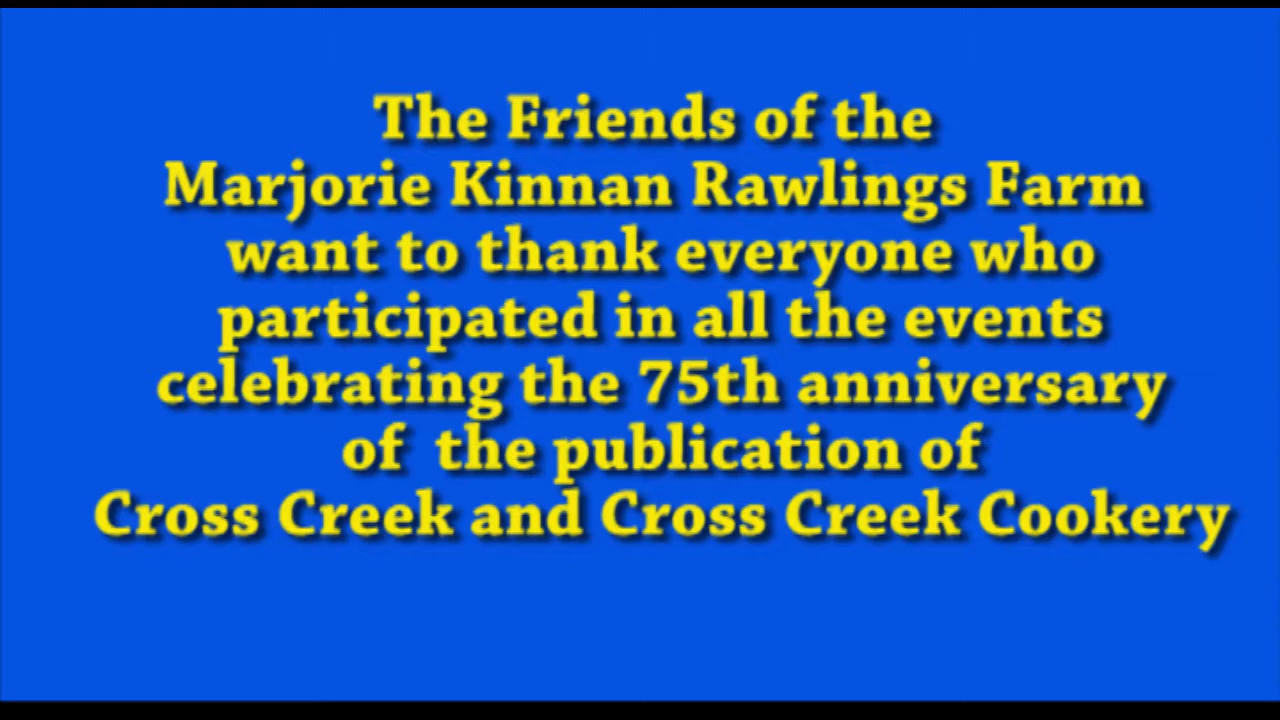 The Friends of the
Marjorie Kinnan Rawlings Farm
want to thank everyone who
participated in all the events
celebrating the 75th anniversary
of the publication of
Cross Creek and Cross Creek Cookery